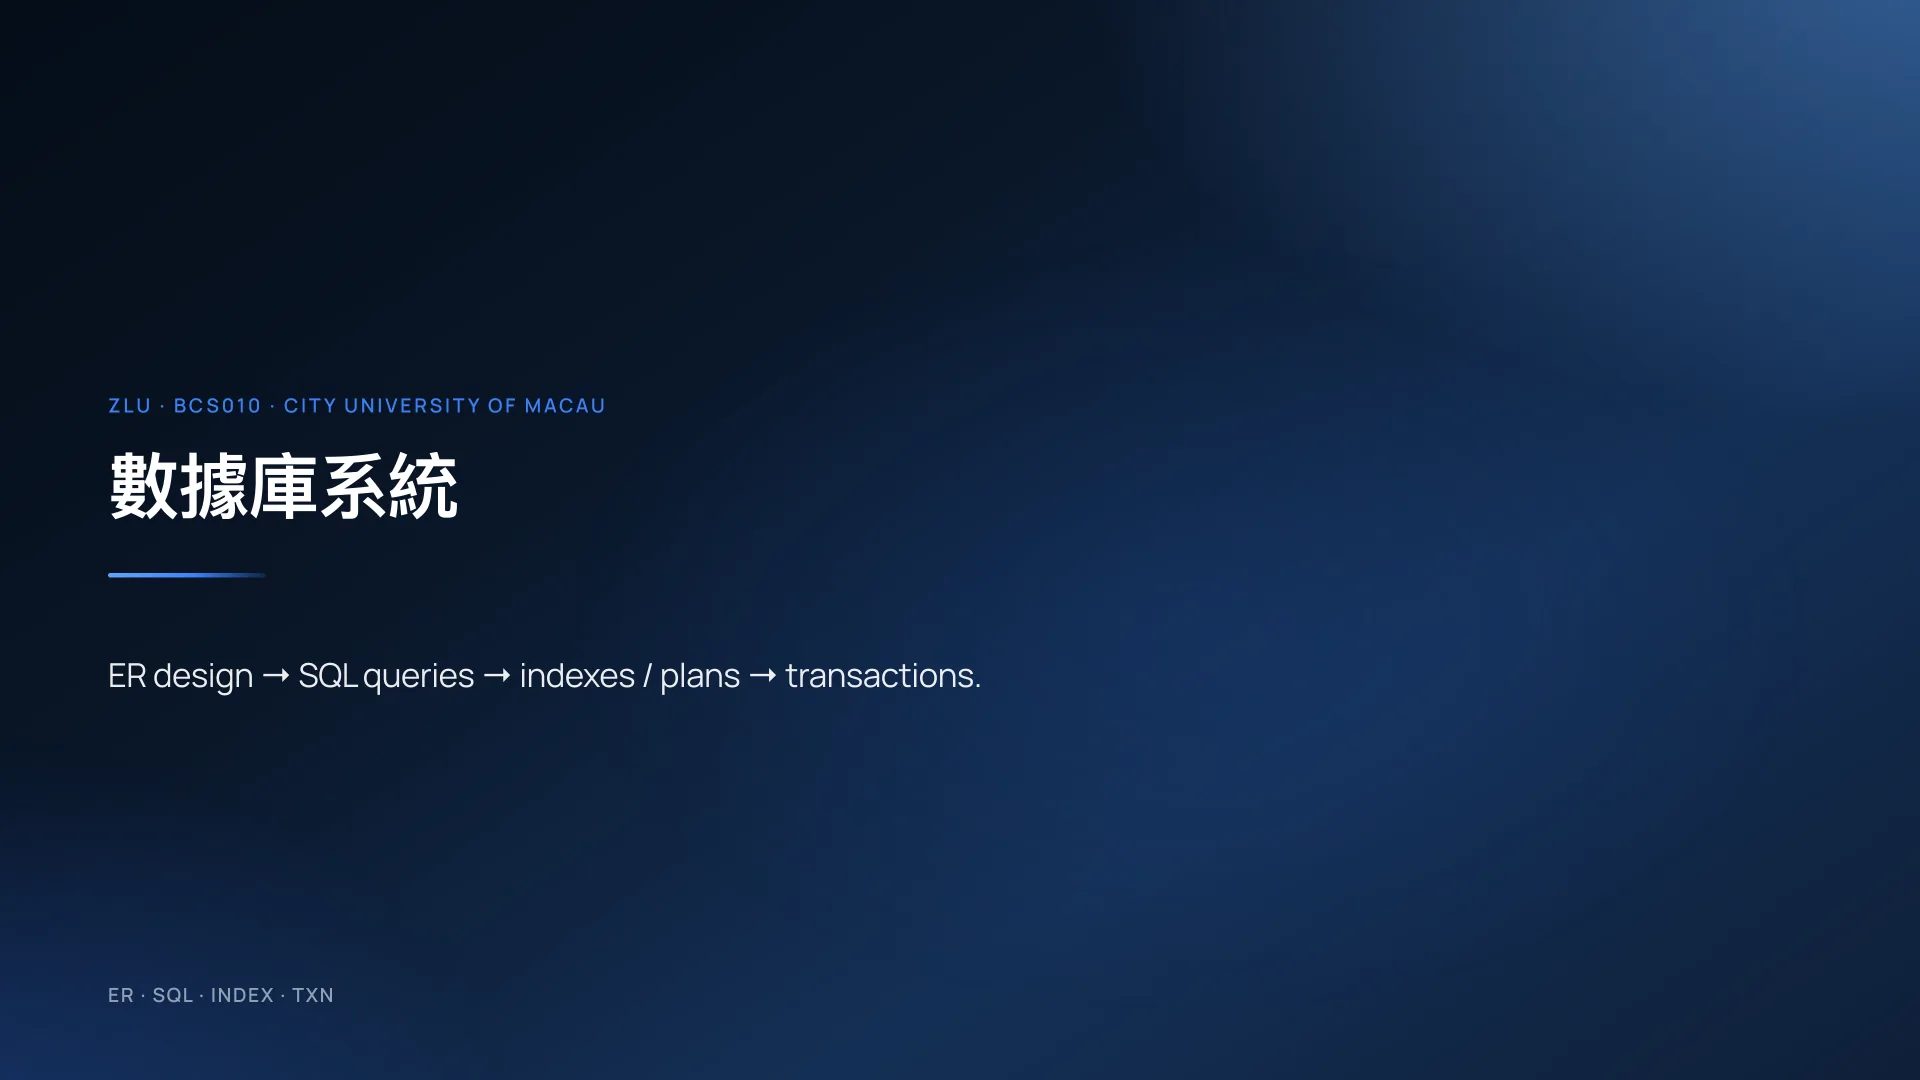 ZLU · BCS010 · CITY UNIVERSITY OF MACAU
數據庫系統
ER design → SQL queries → indexes / plans → transactions.
ER · SQL · INDEX · TXN